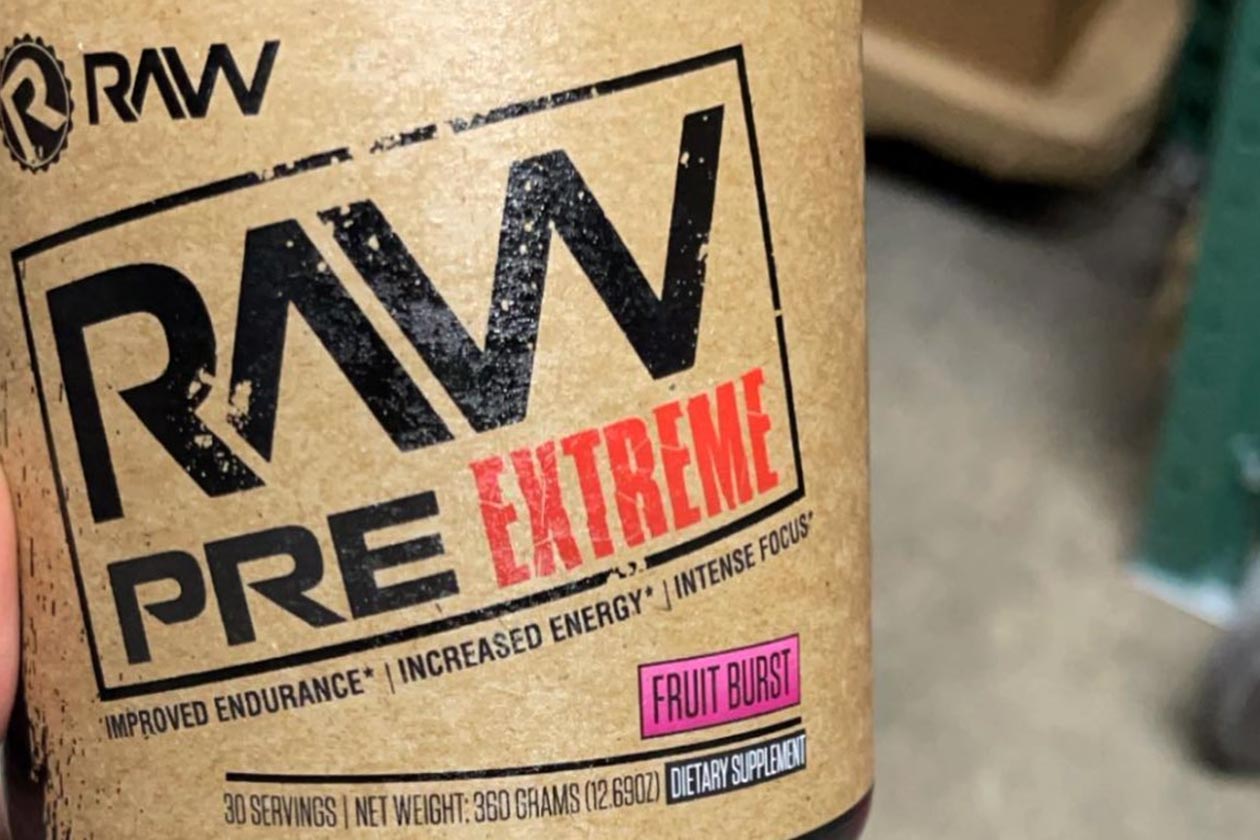 R RAW
RAW
PRE EXTREME
IMPROVED ENDURANCE* | INCREASED ENERGY* | INTENSE FOCUS*
FRUIT BURST
30 SERVINGS | NET WEIGHT: 360 GRAMS (12.69OZ) DIETARY SUPPLEMENT